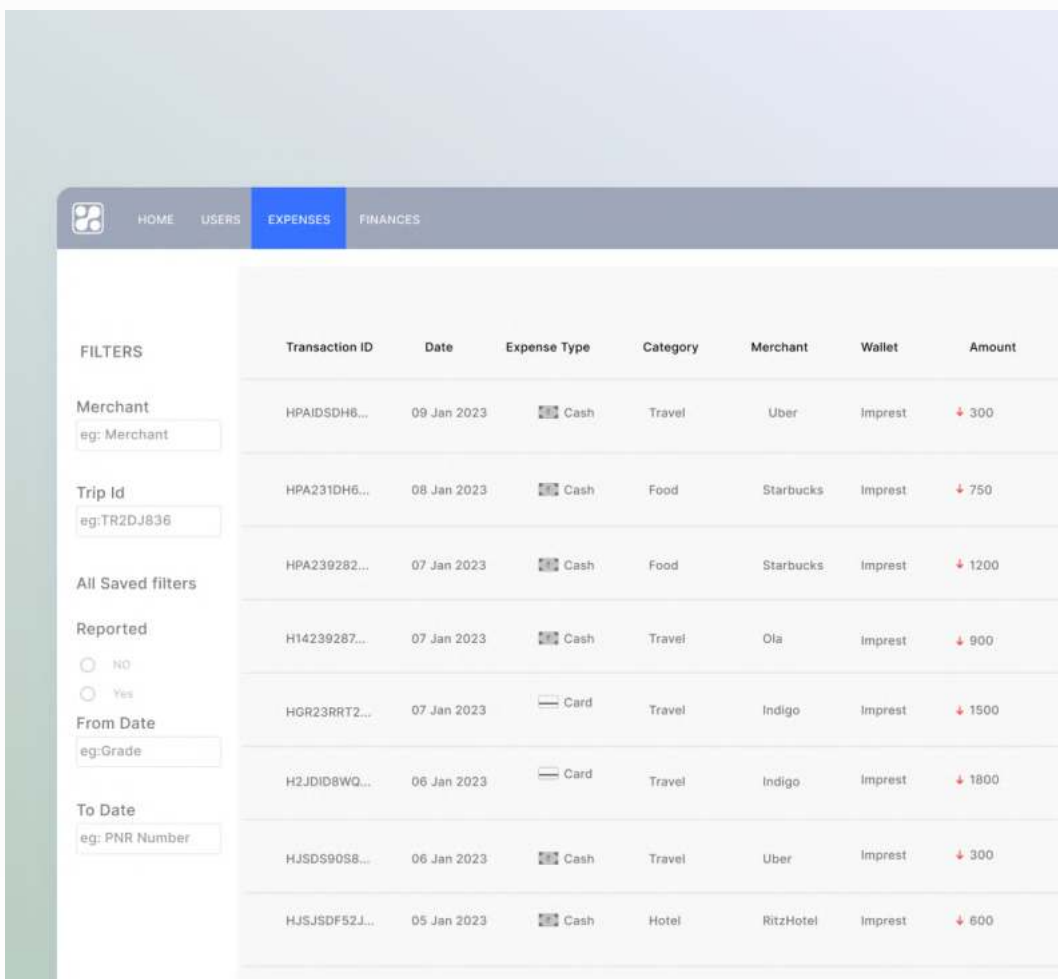 HOME USERS EXPENSES FINANCES
FILTERS
Merchant
eg: Merchant
Trip Id
eg:TR2DJ836
All Saved filters
Reported
NO
Yes
From Date
eg:Grade
To Date
eg: PNR Number
Transaction ID Date Expense Type Category Merchant Wallet Amount
HPAIDSDH6... 09 Jan 2023 Cash Travel Uber Imprest ↓ 300
HPA231DH6... 08 Jan 2023 Cash Food Starbucks Imprest ↓ 750
HPA239282... 07 Jan 2023 Cash Food Starbucks Imprest ↓ 1200
H14239287... 07 Jan 2023 Cash Travel Ola Imprest ↓ 900
HGR23RRT2... 07 Jan 2023 Card Travel Indigo Imprest ↓ 1500
H2JDID8WQ... 06 Jan 2023 Card Travel Indigo Imprest ↓ 1800
HJSDS90S8... 06 Jan 2023 Cash Travel Uber Imprest ↓ 300
HJSJSDF52J... 05 Jan 2023 Cash Hotel RitzHotel Imprest ↓ 600